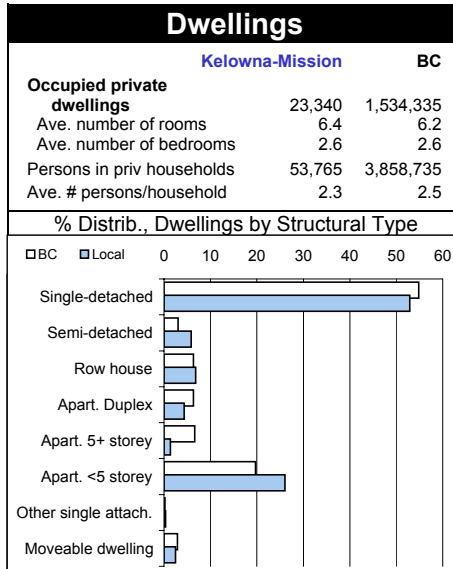 Dwellings
Kelowna-Mission BC
Occupied private
dwellings 23,340 1,534,335
Ave. number of rooms 6.4 6.2
Ave. number of bedrooms 2.6 2.6
Persons in priv households 53,765 3,858,735
Ave. # persons/household 2.3 2.5
% Distrib., Dwellings by Structural Type
BC Local 0 10 20 30 40 50 60
Single-detached
Semi-detached
Row house
Apart. Duplex
Apart. 5+ storey
Apart. <5 storey
Other single attach.
Moveable dwelling